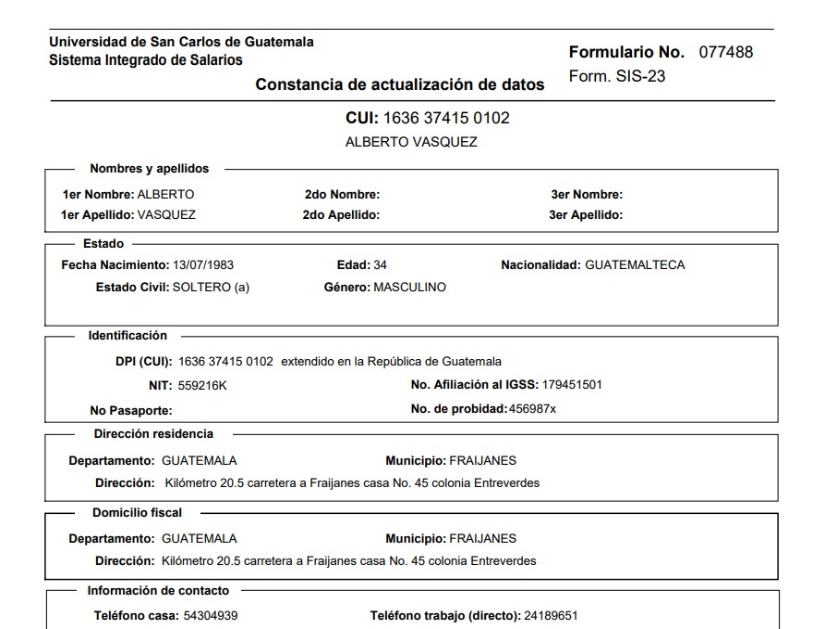 Universidad de San Carlos de Guatemala
Sistema Integrado de Salarios
Formulario No. 077488
Form. SIS-23
Constancia de actualización de datos
CUI: 1636 37415 0102
ALBERTO VASQUEZ
Nombres y apellidos
1er Nombre: ALBERTO 2do Nombre: 3er Nombre:
1er Apellido: VASQUEZ 2do Apellido: 3er Apellido:
Estado
Fecha Nacimiento: 13/07/1983 Edad: 34 Nacionalidad: GUATEMALTECA
Estado Civil: SOLTERO (a) Género: MASCULINO
Identificación
DPI (CUI): 1636 37415 0102 extendido en la República de Guatemala
NIT: 559216K No. Afiliación al IGSS: 179451501
No Pasaporte: No. de probidad: 456987x
Dirección residencia
Departamento: GUATEMALA Municipio: FRAIJANES
Dirección: Kilómetro 20.5 carretera a Fraijanes casa No. 45 colonia Entreverdes
Domicilio fiscal
Departamento: GUATEMALA Municipio: FRAIJANES
Dirección: Kilómetro 20.5 carretera a Fraijanes casa No. 45 colonia Entreverdes
Información de contacto
Teléfono casa: 54304939 Teléfono trabajo (directo): 24189651